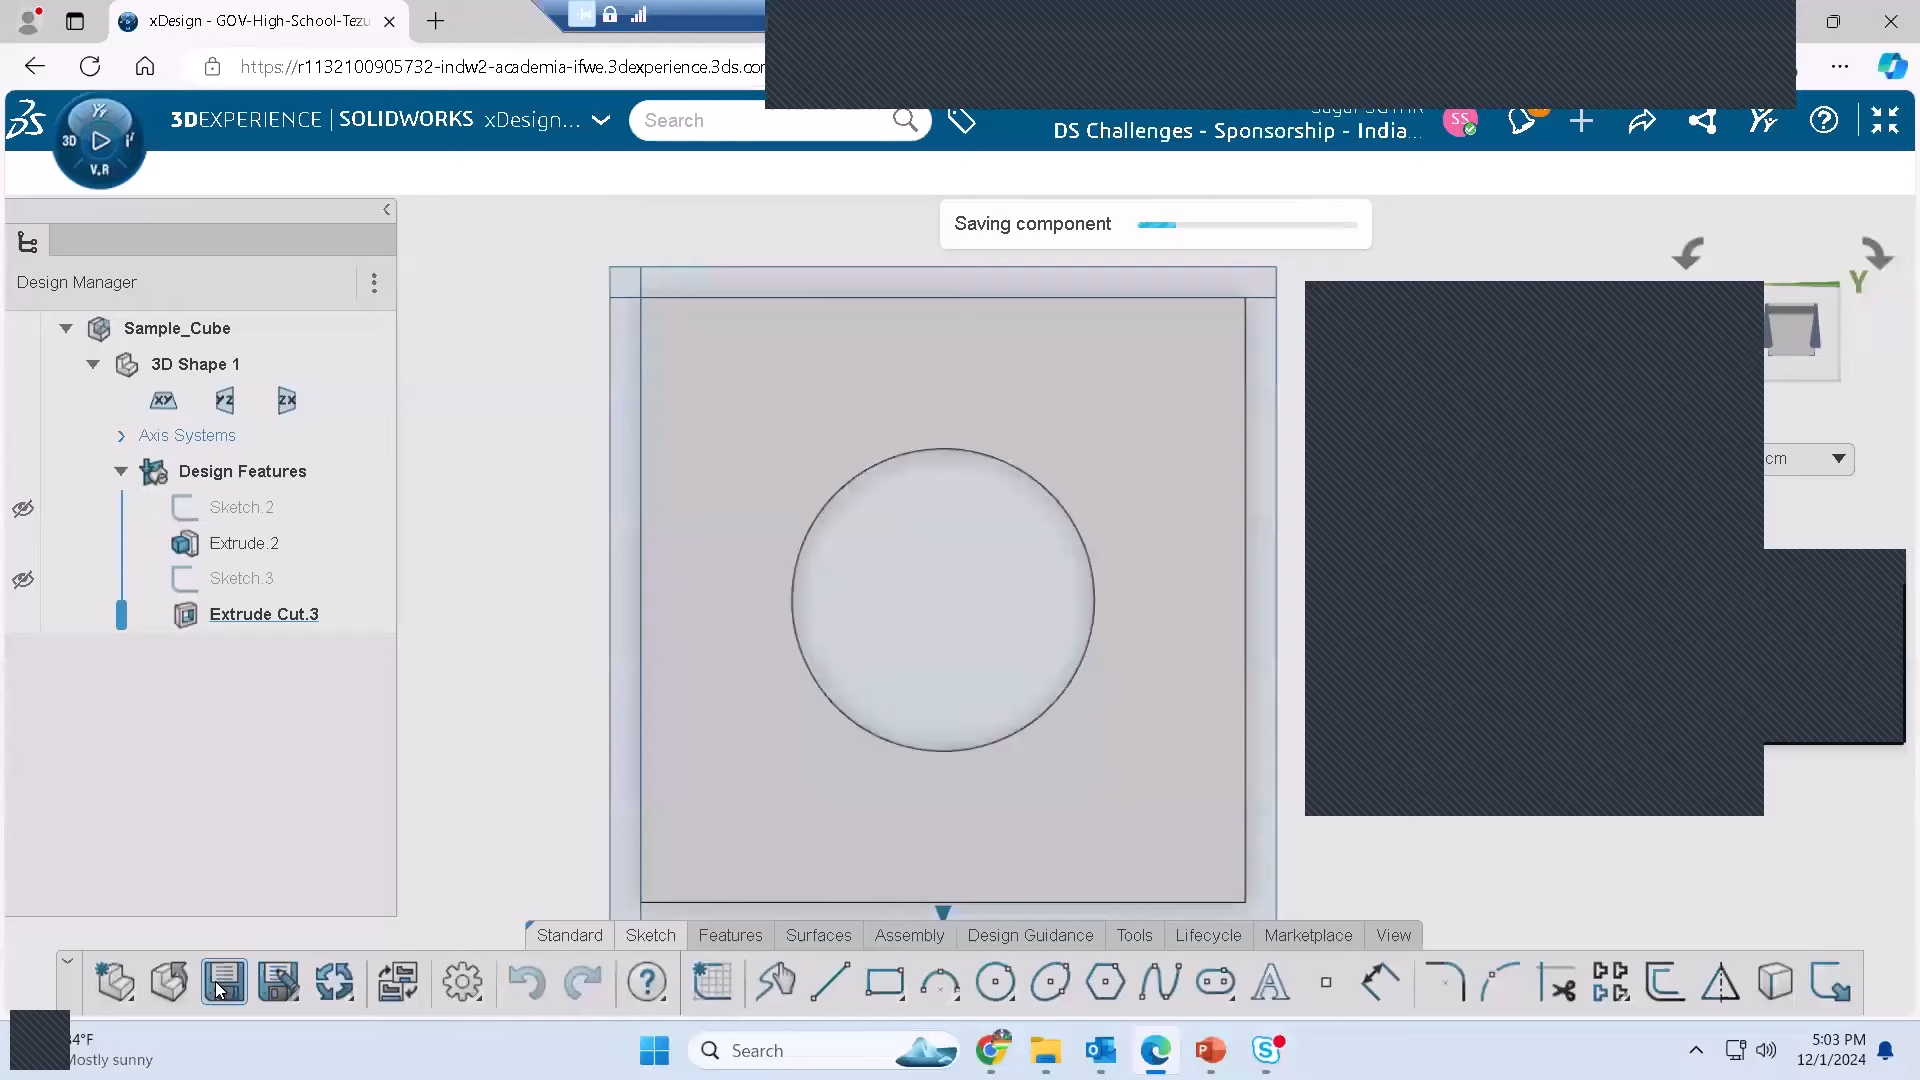 xDesign - GOV-High-School-Tezu
https://r1132100905732-indw2-academia-ifwe.3dexperience.3ds.com
3DEXPERIENCE | SOLIDWORKS xDesign...
Search
DS Challenges - Sponsorship - India...
SS
3D
V.R
Saving component
Design Manager
Sample_Cube
3D Shape 1
XY YZ ZX
Axis Systems
Design Features
Sketch.2
Extrude.2
Sketch.3
Extrude Cut.3
Y
cm
Standard Sketch Features Surfaces Assembly Design Guidance Tools Lifecycle Marketplace View
Mostly sunny
Search
5:03 PM
12/1/2024